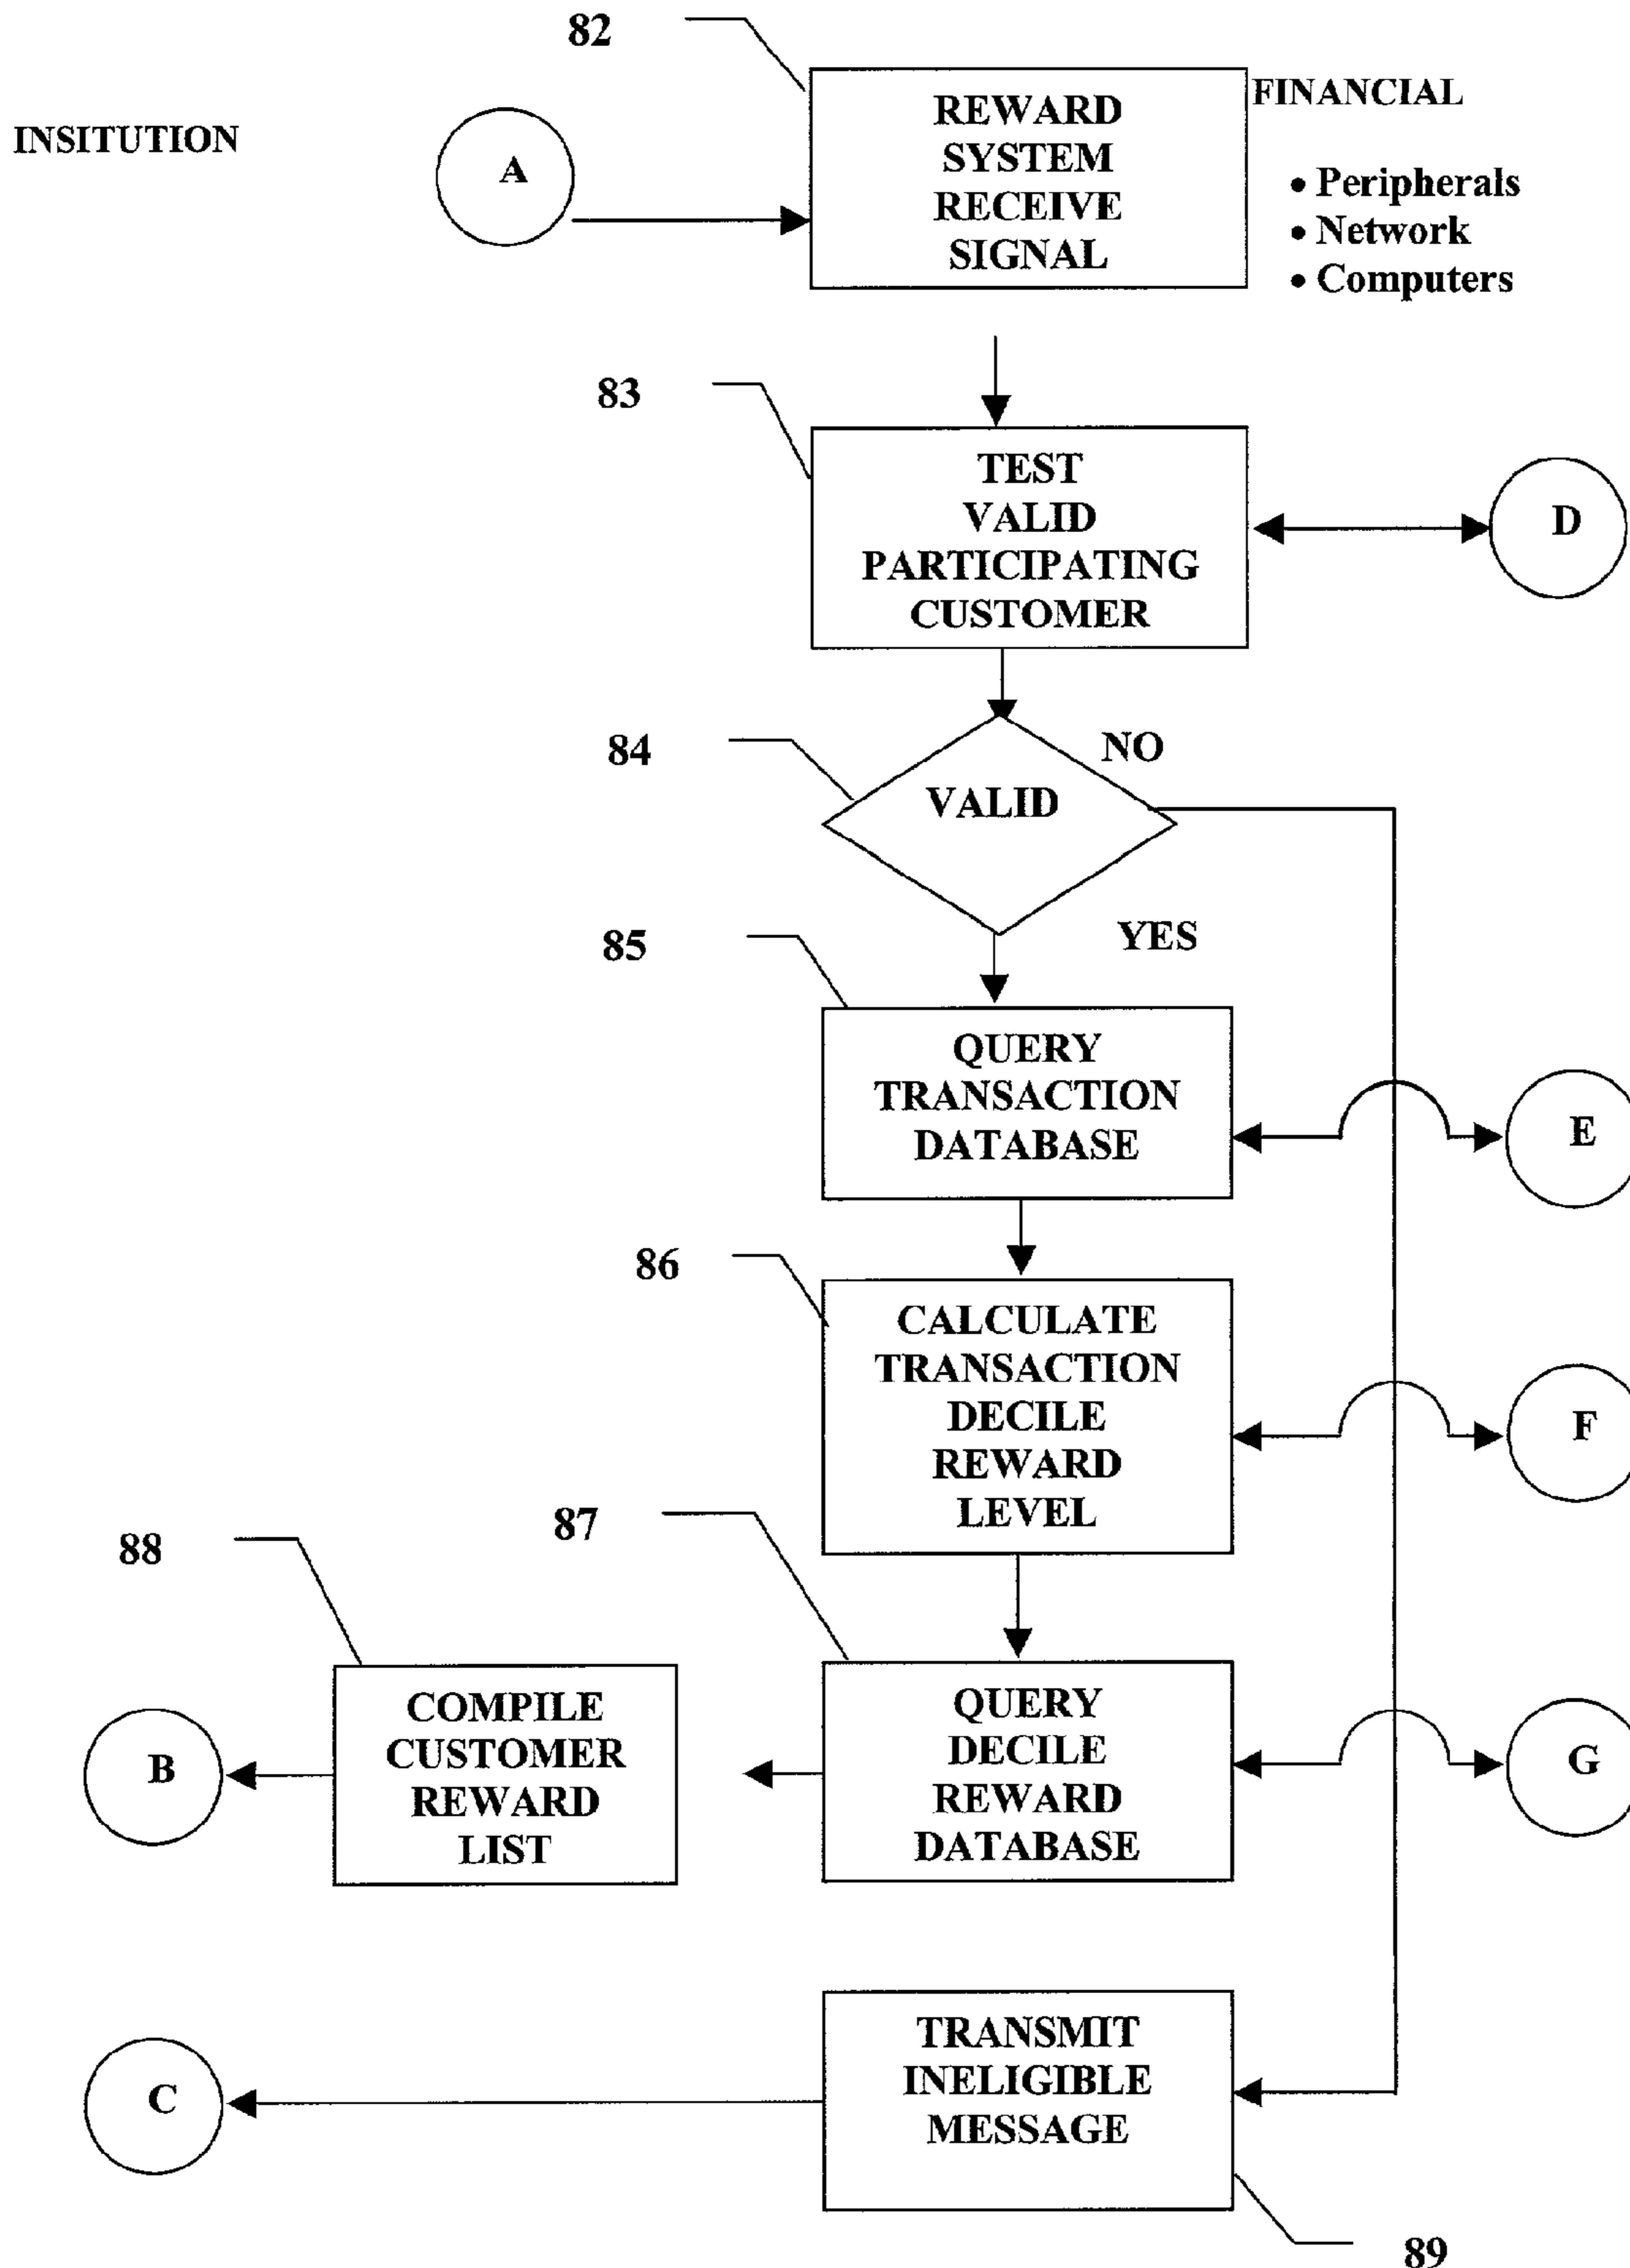 82
REWARD
SYSTEM
RECEIVE
SIGNAL
FINANCIAL
INSITUTION
A
• Peripherals
• Network
• Computers
83
TEST
VALID
PARTICIPATING
CUSTOMER
D
84
VALID
NO
YES
85
QUERY
TRANSACTION
DATABASE
E
86
CALCULATE
TRANSACTION
DECILE
REWARD
LEVEL
F
87
88
COMPILE
CUSTOMER
REWARD
LIST
B
QUERY
DECILE
REWARD
DATABASE
G
TRANSMIT
INELIGIBLE
MESSAGE
C
89